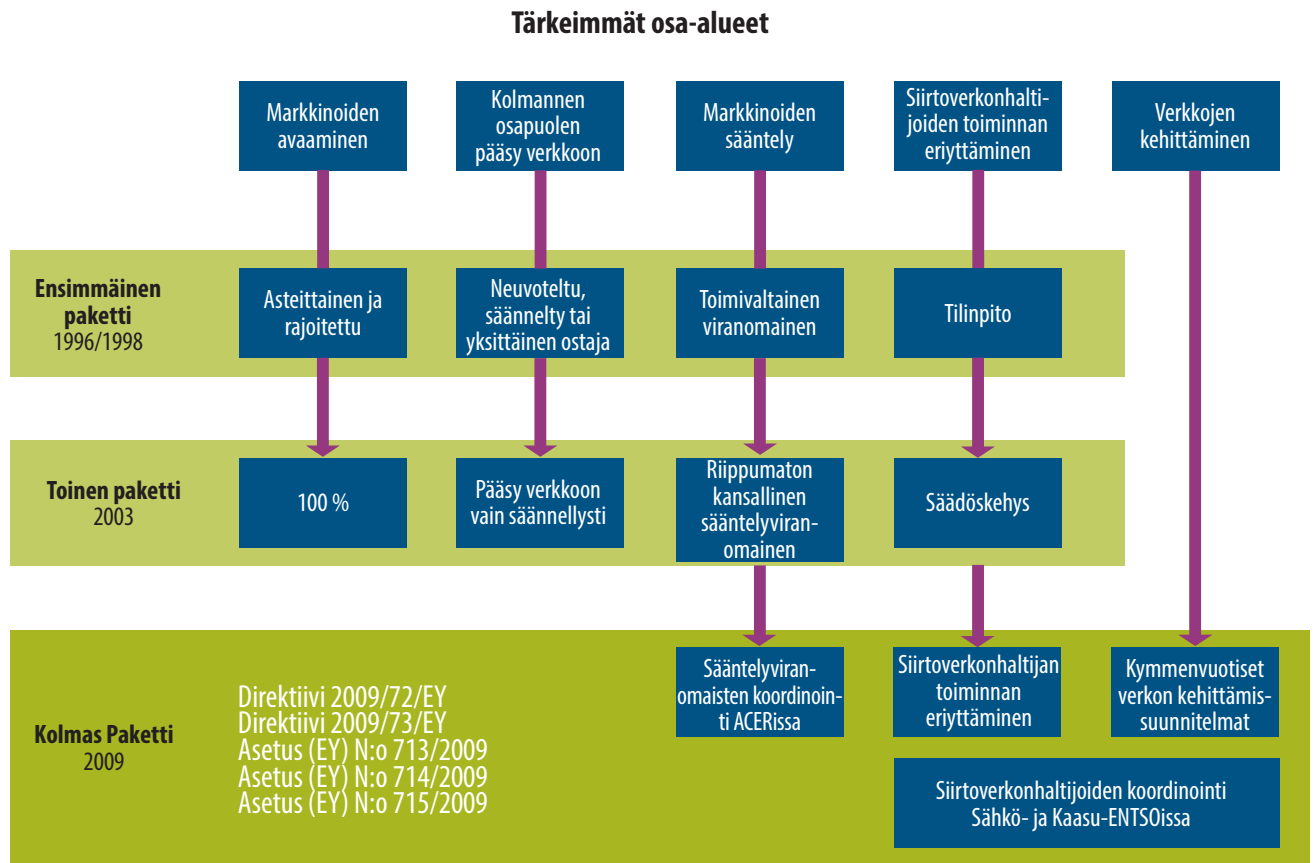 Tärkeimmät osa-alueet
Markkinoiden
avaaminen
Kolmannen
osapuolen
pääsy verkkoon
Markkinoiden
sääntely
Siirtoverkonhalti-
joiden toiminnan
eriyttäminen
Verkkojen
kehittäminen
Ensimmäinen
paketti
1996/1998
Asteittainen ja
rajoitettu
Neuvoteltu,
säännelty tai
yksittäinen ostaja
Toimivaltainen
viranomainen
Tilinpito
Toinen paketti
2003
100 %
Pääsy verkkoon
vain säännellysti
Riippumaton
kansallinen
sääntelyviran-
omainen
Säädöskehys
Kolmas Paketti
2009
Direktiivi 2009/72/EY
Direktiivi 2009/73/EY
Asetus (EY) N:o 713/2009
Asetus (EY) N:o 714/2009
Asetus (EY) N:o 715/2009
Sääntelyviran-
omaisten koordinoin-
ti ACERissa
Siirtoverkonhaltijan
toiminnan
eriyttäminen
Kymmenvuotiset
verkon kehittämis-
suunnitelmat
Siirtoverkonhaltijoiden koordinointi
Sähkö- ja Kaasu-ENTSOissa